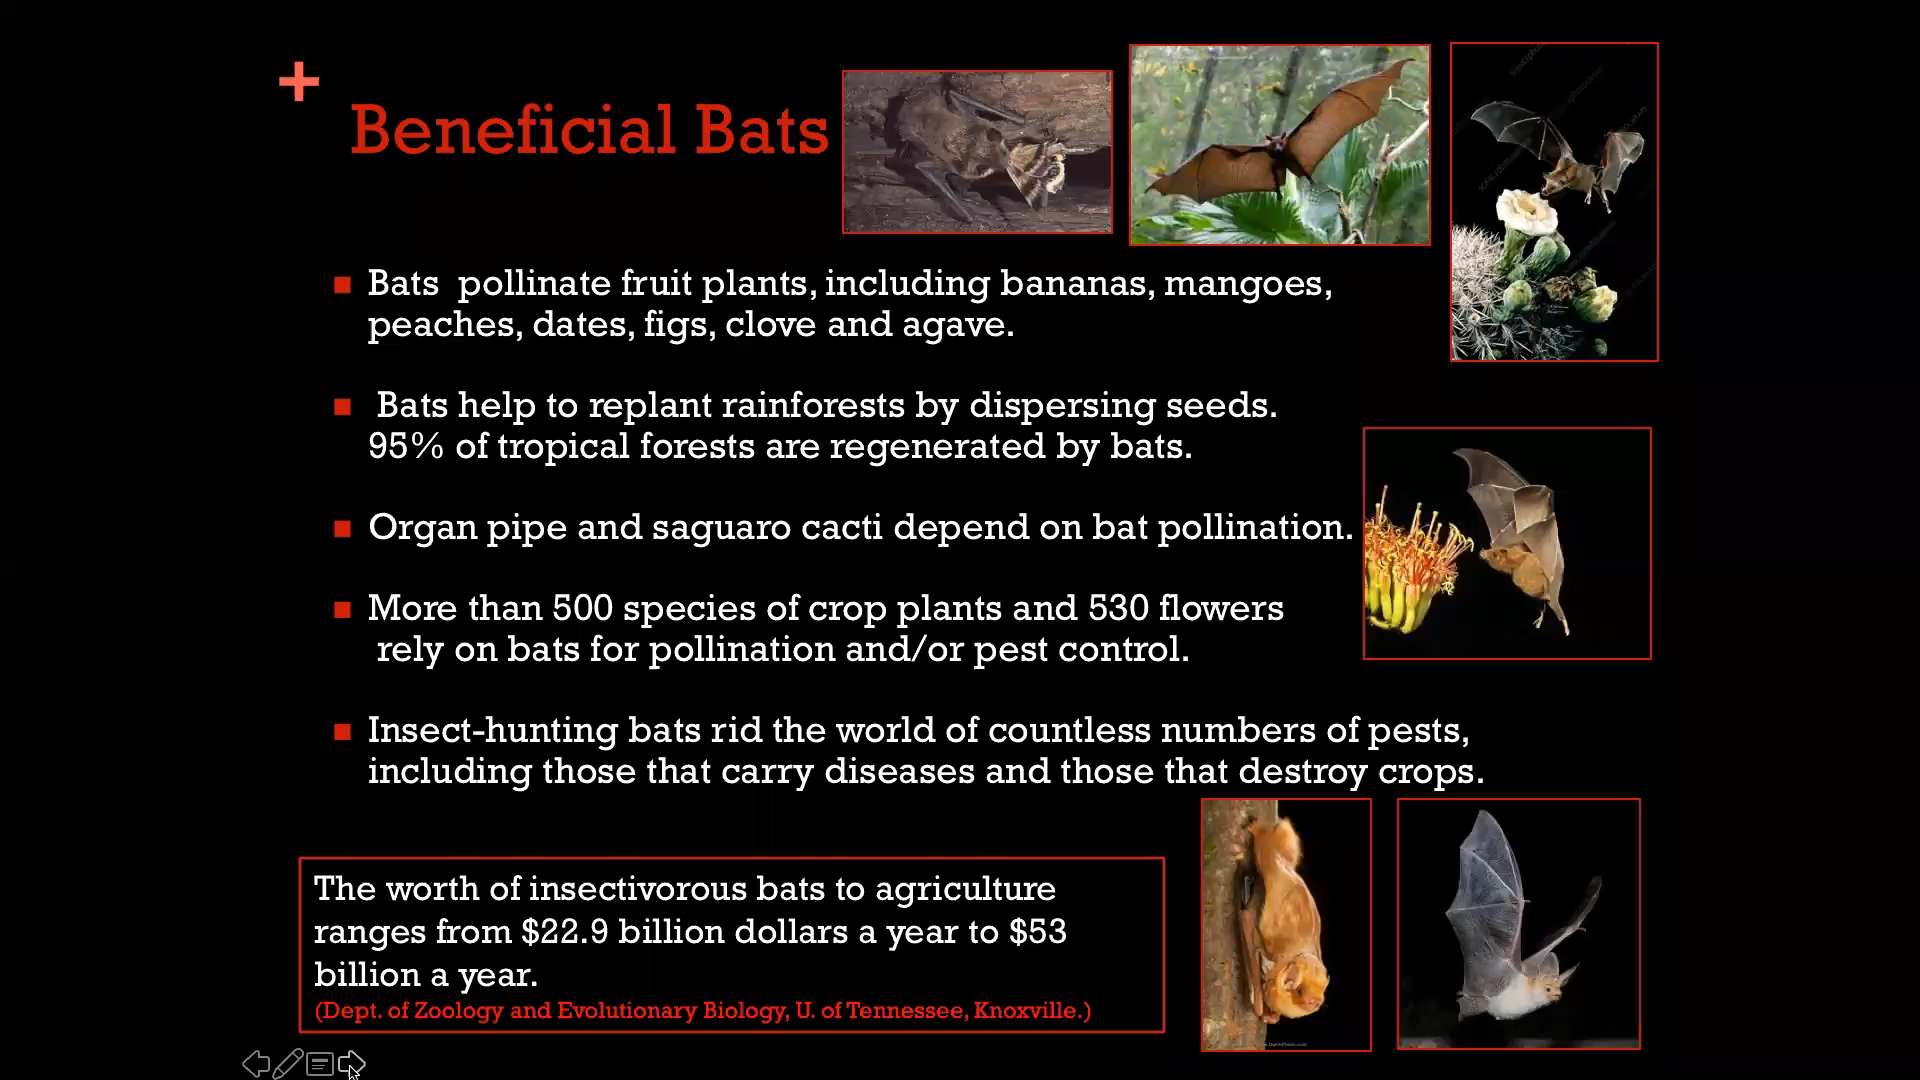 Beneficial Bats
Bats pollinate fruit plants, including bananas, mangoes,
peaches, dates, figs, clove and agave.
Bats help to replant rainforests by dispersing seeds.
95% of tropical forests are regenerated by bats.
Organ pipe and saguaro cacti depend on bat pollination.
More than 500 species of crop plants and 530 flowers
rely on bats for pollination and/or pest control.
Insect-hunting bats rid the world of countless numbers of pests,
including those that carry diseases and those that destroy crops.
The worth of insectivorous bats to agriculture
ranges from $22.9 billion dollars a year to $53
billion a year.
(Dept. of Zoology and Evolutionary Biology, U. of Tennessee, Knoxville.)